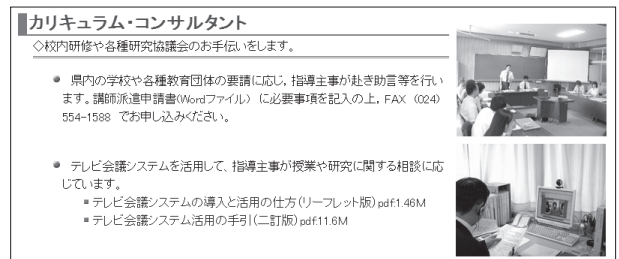 カリキュラム・コンサルタント
◇校内研修や各種研究協議会のお手伝いをします。
● 県内の学校や各種教育団体の要請に応じ，指導主事が赴き助言等を行い
ます。講師派遣申請書(Wordファイル) に必要事項を記入の上，FAX (024)
554-1588 でお申し込みください。
● テレビ会議システムを活用して、指導主事が授業や研究に関する相談に応
じています。
■テレビ会議システムの導入と活用の仕方(リーフレット版)pdf:1.46M
■テレビ会議システム活用の手引(二訂版)pdf:11.6M